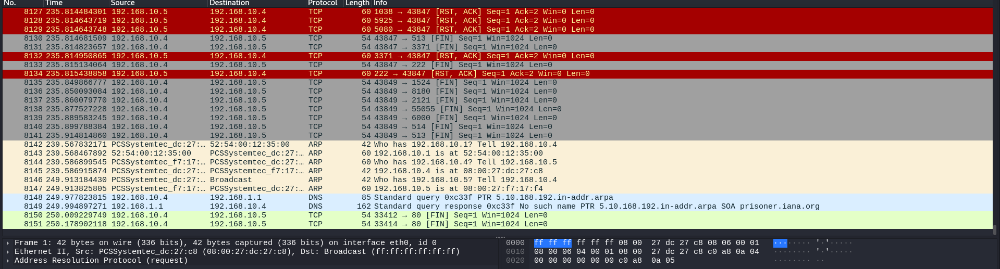 No. Time Source Destination Protocol Length Info
8127 235.814484301 192.168.10.5 192.168.10.4 TCP 60 1038 → 43847 [RST, ACK] Seq=1 Ack=2 Win=0 Len=0
8128 235.814643719 192.168.10.5 192.168.10.4 TCP 60 5925 → 43847 [RST, ACK] Seq=1 Ack=2 Win=0 Len=0
8129 235.814643748 192.168.10.5 192.168.10.4 TCP 60 5080 → 43847 [RST, ACK] Seq=1 Ack=2 Win=0 Len=0
8130 235.814681509 192.168.10.4 192.168.10.5 TCP 54 43847 → 513 [FIN] Seq=1 Win=1024 Len=0
8131 235.814823657 192.168.10.4 192.168.10.5 TCP 54 43847 → 3371 [FIN] Seq=1 Win=1024 Len=0
8132 235.814950865 192.168.10.5 192.168.10.4 TCP 60 3371 → 43847 [RST, ACK] Seq=1 Ack=2 Win=0 Len=0
8133 235.815134064 192.168.10.4 192.168.10.5 TCP 54 43847 → 222 [FIN] Seq=1 Win=1024 Len=0
8134 235.815438858 192.168.10.5 192.168.10.4 TCP 60 222 → 43847 [RST, ACK] Seq=1 Ack=2 Win=0 Len=0
8135 235.849866777 192.168.10.4 192.168.10.5 TCP 54 43849 → 1524 [FIN] Seq=1 Win=1024 Len=0
8136 235.850093084 192.168.10.4 192.168.10.5 TCP 54 43849 → 8180 [FIN] Seq=1 Win=1024 Len=0
8137 235.860079770 192.168.10.4 192.168.10.5 TCP 54 43849 → 2121 [FIN] Seq=1 Win=1024 Len=0
8138 235.877527228 192.168.10.4 192.168.10.5 TCP 54 43849 → 55055 [FIN] Seq=1 Win=1024 Len=0
8139 235.889583245 192.168.10.4 192.168.10.5 TCP 54 43849 → 6000 [FIN] Seq=1 Win=1024 Len=0
8140 235.899788384 192.168.10.4 192.168.10.5 TCP 54 43849 → 514 [FIN] Seq=1 Win=1024 Len=0
8141 235.914814860 192.168.10.4 192.168.10.5 TCP 54 43849 → 513 [FIN] Seq=1 Win=1024 Len=0
8142 239.567832171 PCSSystemtec_dc:27:… 52:54:00:12:35:00 ARP 42 Who has 192.168.10.1? Tell 192.168.10.4
8143 239.568467892 52:54:00:12:35:00 PCSSystemtec_dc:27:… ARP 60 192.168.10.1 is at 52:54:00:12:35:00
8144 239.586899545 PCSSystemtec_f7:17:… PCSSystemtec_dc:27:… ARP 60 Who has 192.168.10.4? Tell 192.168.10.5
8145 239.586915874 PCSSystemtec_dc:27:… PCSSystemtec_f7:17:… ARP 42 192.168.10.4 is at 08:00:27:dc:27:c8
8146 249.913184430 PCSSystemtec_dc:27:… Broadcast ARP 42 Who has 192.168.10.5? Tell 192.168.10.4
8147 249.913825805 PCSSystemtec_f7:17:… PCSSystemtec_dc:27:… ARP 60 192.168.10.5 is at 08:00:27:f7:17:f4
8148 249.977823815 192.168.10.4 192.168.1.1 DNS 85 Standard query 0xc33f PTR 5.10.168.192.in-addr.arpa
8149 249.994897271 192.168.1.1 192.168.10.4 DNS 162 Standard query response 0xc33f No such name PTR 5.10.168.192.in-addr.arpa SOA prisoner.iana.org
8150 250.009229749 192.168.10.4 192.168.10.5 TCP 54 33412 → 80 [FIN] Seq=1 Win=1024 Len=0
8151 250.178902118 192.168.10.4 192.168.10.5 TCP 54 33414 → 80 [FIN] Seq=1 Win=1024 Len=0
Frame 1: 42 bytes on wire (336 bits), 42 bytes captured (336 bits) on interface eth0, id 0
Ethernet II, Src: PCSSystemtec_dc:27:c8 (08:00:27:dc:27:c8), Dst: Broadcast (ff:ff:ff:ff:ff:ff)
Address Resolution Protocol (request)
0000 ff ff ff ff ff ff 08 00 27 dc 27 c8 08 06 00 01 ········ '·'·····
0010 08 00 06 04 00 01 08 00 27 dc 27 c8 c0 a8 0a 04 ········ '·'·····
0020 00 00 00 00 00 00 c0 a8 0a 05 ········ ··